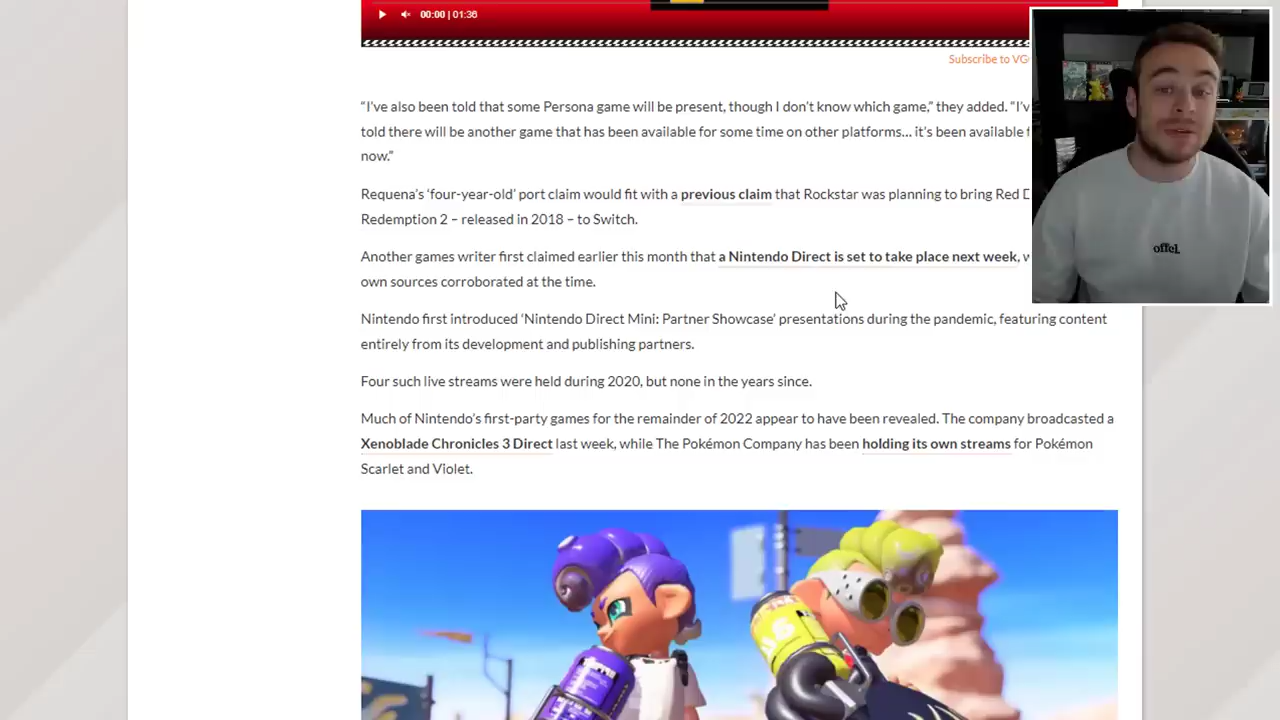 00:00 | 01:36
Subscribe to VG
“I’ve also been told that some Persona game will be present, though I don’t know which game,” they added. “I’v
told there will be another game that has been available for some time on other platforms… it’s been available f
now.”
Requena’s ‘four-year-old’ port claim would fit with a previous claim that Rockstar was planning to bring Red D
Redemption 2 – released in 2018 – to Switch.
Another games writer first claimed earlier this month that a Nintendo Direct is set to take place next week, w
own sources corroborated at the time.
Nintendo first introduced ‘Nintendo Direct Mini: Partner Showcase’ presentations during the pandemic, featuring content
entirely from its development and publishing partners.
Four such live streams were held during 2020, but none in the years since.
Much of Nintendo’s first-party games for the remainder of 2022 appear to have been revealed. The company broadcasted a
Xenoblade Chronicles 3 Direct last week, while The Pokémon Company has been holding its own streams for Pokémon
Scarlet and Violet.
offel.